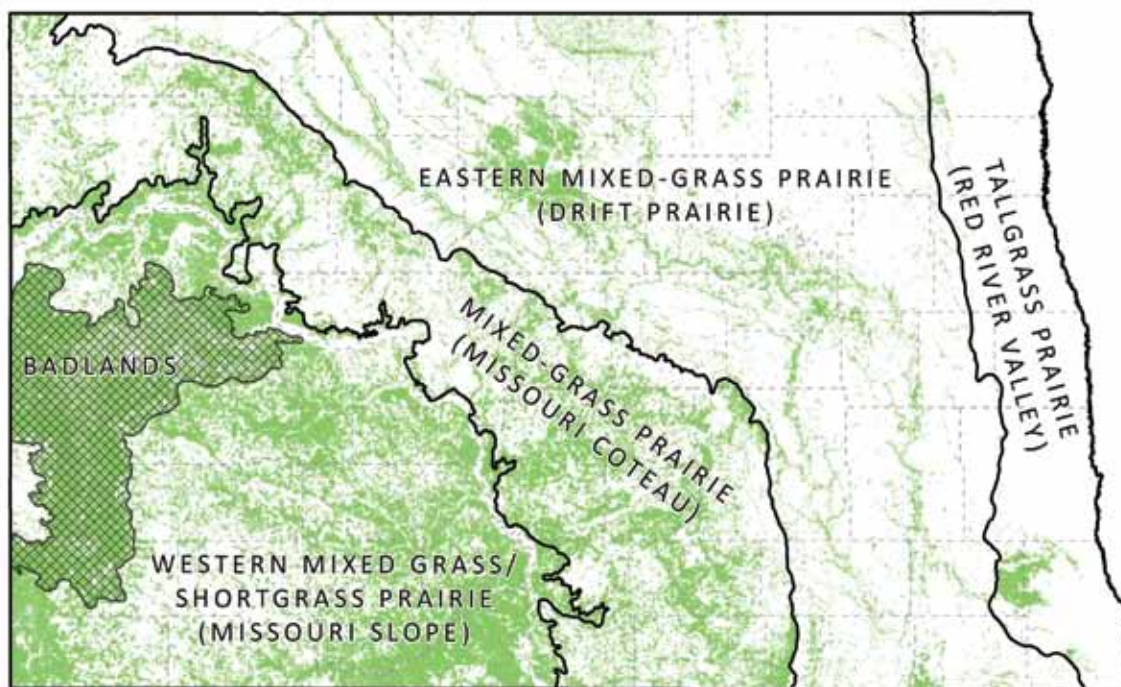 EASTERN MIXED-GRASS PRAIRIE
(DRIFT PRAIRIE)
TALLGRASS PRAIRIE
(RED RIVER VALLEY)
MIXED-GRASS PRAIRIE
(MISSOURI COTEAU)
BADLANDS
WESTERN MIXED GRASS/
SHORTGRASS PRAIRIE
(MISSOURI SLOPE)